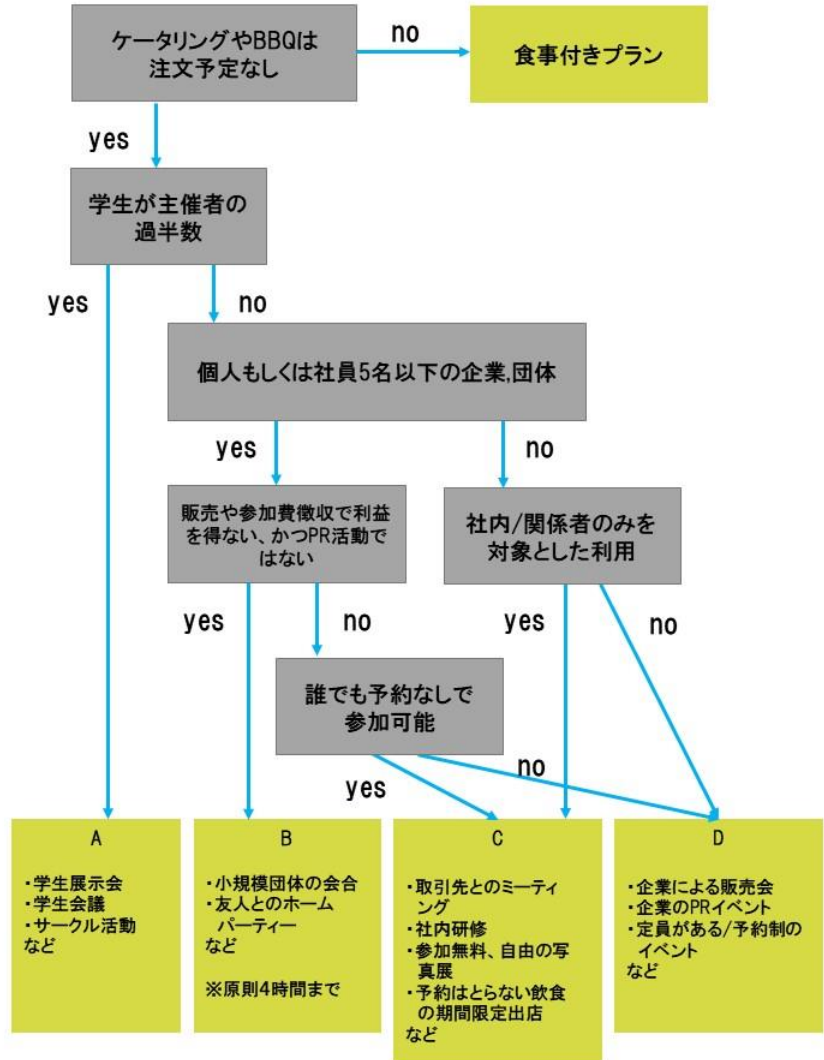 ケータリングやBBQは
注文予定なし
no
食事付きプラン
yes
学生が主催者の
過半数
yes
no
個人もしくは社員5名以下の企業,団体
yes
no
販売や参加費徴収で利益
を得ない、かつPR活動で
はない
社内/関係者のみを
対象とした利用
yes
no
yes
no
誰でも予約なしで
参加可能
yes
no
A
・学生展示会
・学生会議
・サークル活動
など
B
・小規模団体の会合
・友人とのホーム
パーティー
など
※原則4時間まで
C
・取引先とのミーティ
ング
・社内研修
・参加無料、自由の写
真展
・予約はとらない飲食
の期間限定出店
など
D
・企業による販売会
・企業のPRイベント
・定員がある/予約制の
イベント
など